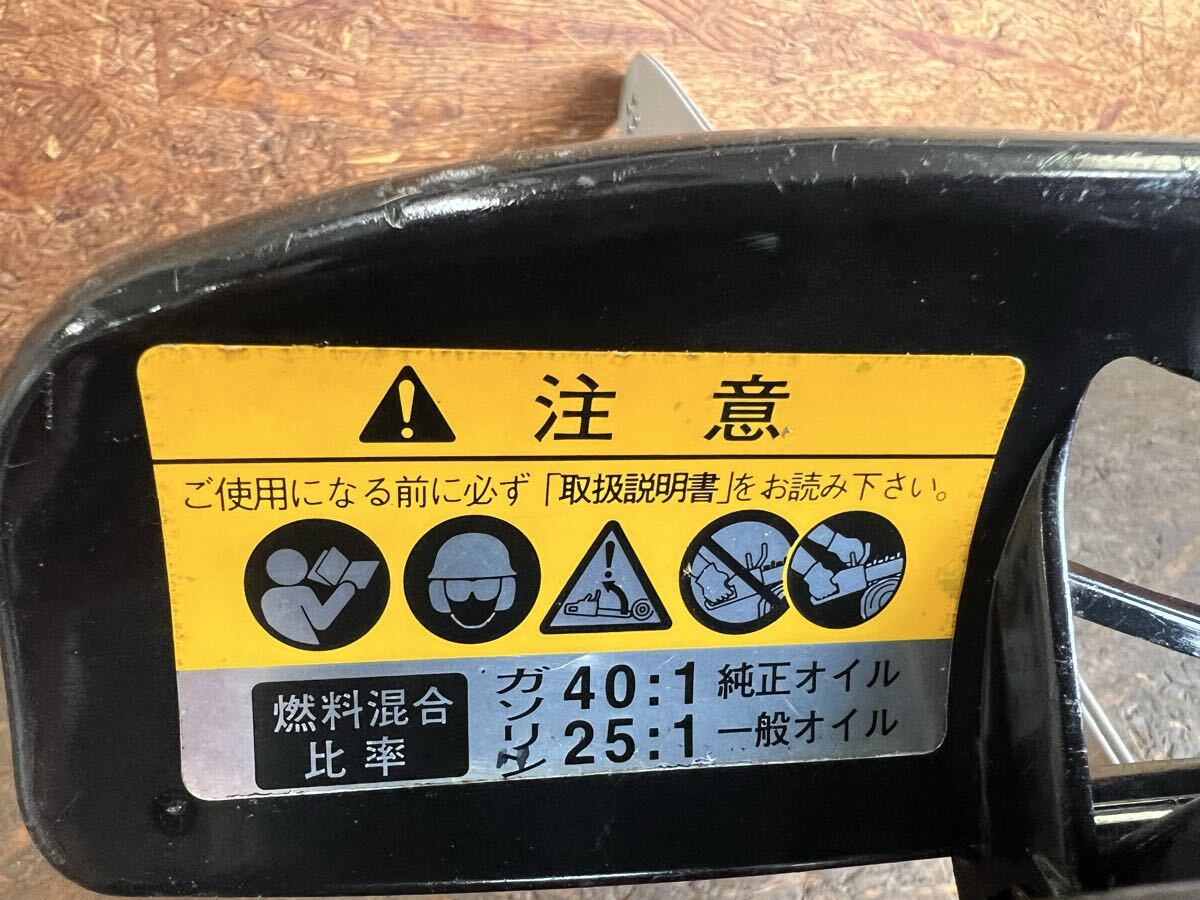 注意
ご使用になる前に必ず「取扱説明書」をお読み下さい。
燃料混合
比率
ガソリン
40:1 純正オイル
25:1 一般オイル